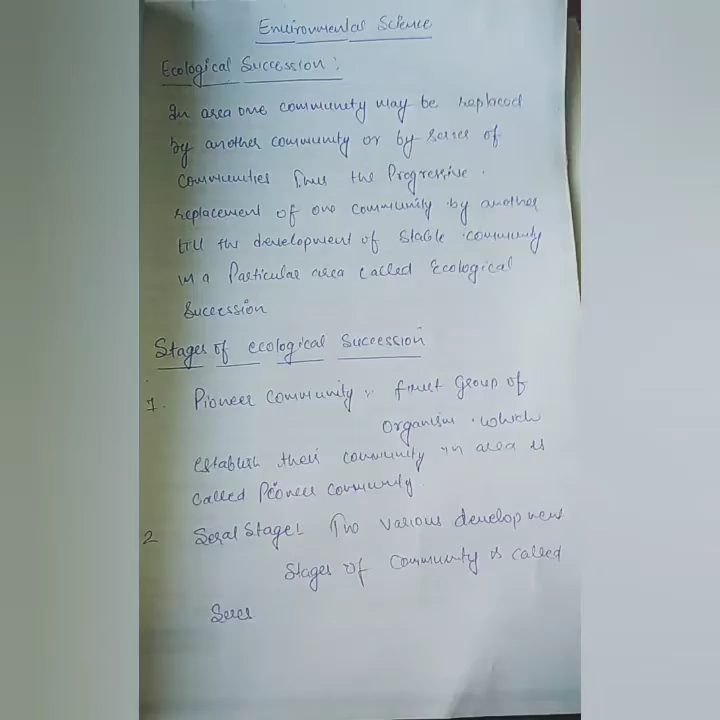 Environmental Science
Ecological Succession:
In area one community may be replaced
by another community or by series of
Communities Thus the Progressive.
replacement of one community by another
till the development of Stable community
in a Particular area called Ecological
Succession
Stages of ecological Succession
1. Pioneer Community: first group of
Organism which
establish their community in area is
called Pioneer community.
2 Seral Stage: The various development
Stages of Community is called
Seres